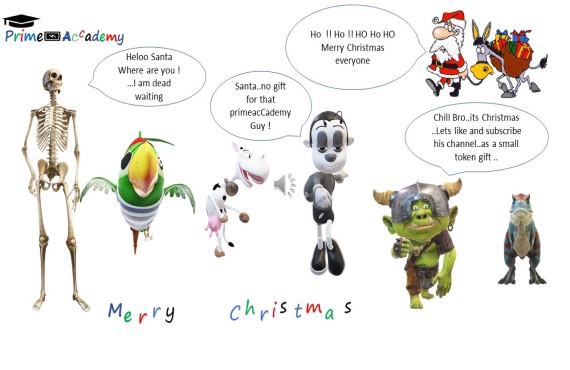 Prime Accademy
Heloo Santa
Where are you !
...I am dead
waiting
Santa..no gift
for that
primeacCademy
Guy !
Ho !! Ho !! HO Ho HO
Merry Christmas
everyone
Chill Bro..its Christmas
..Lets like and subscribe
his channel..as a small
token gift ..
Merry Christmas